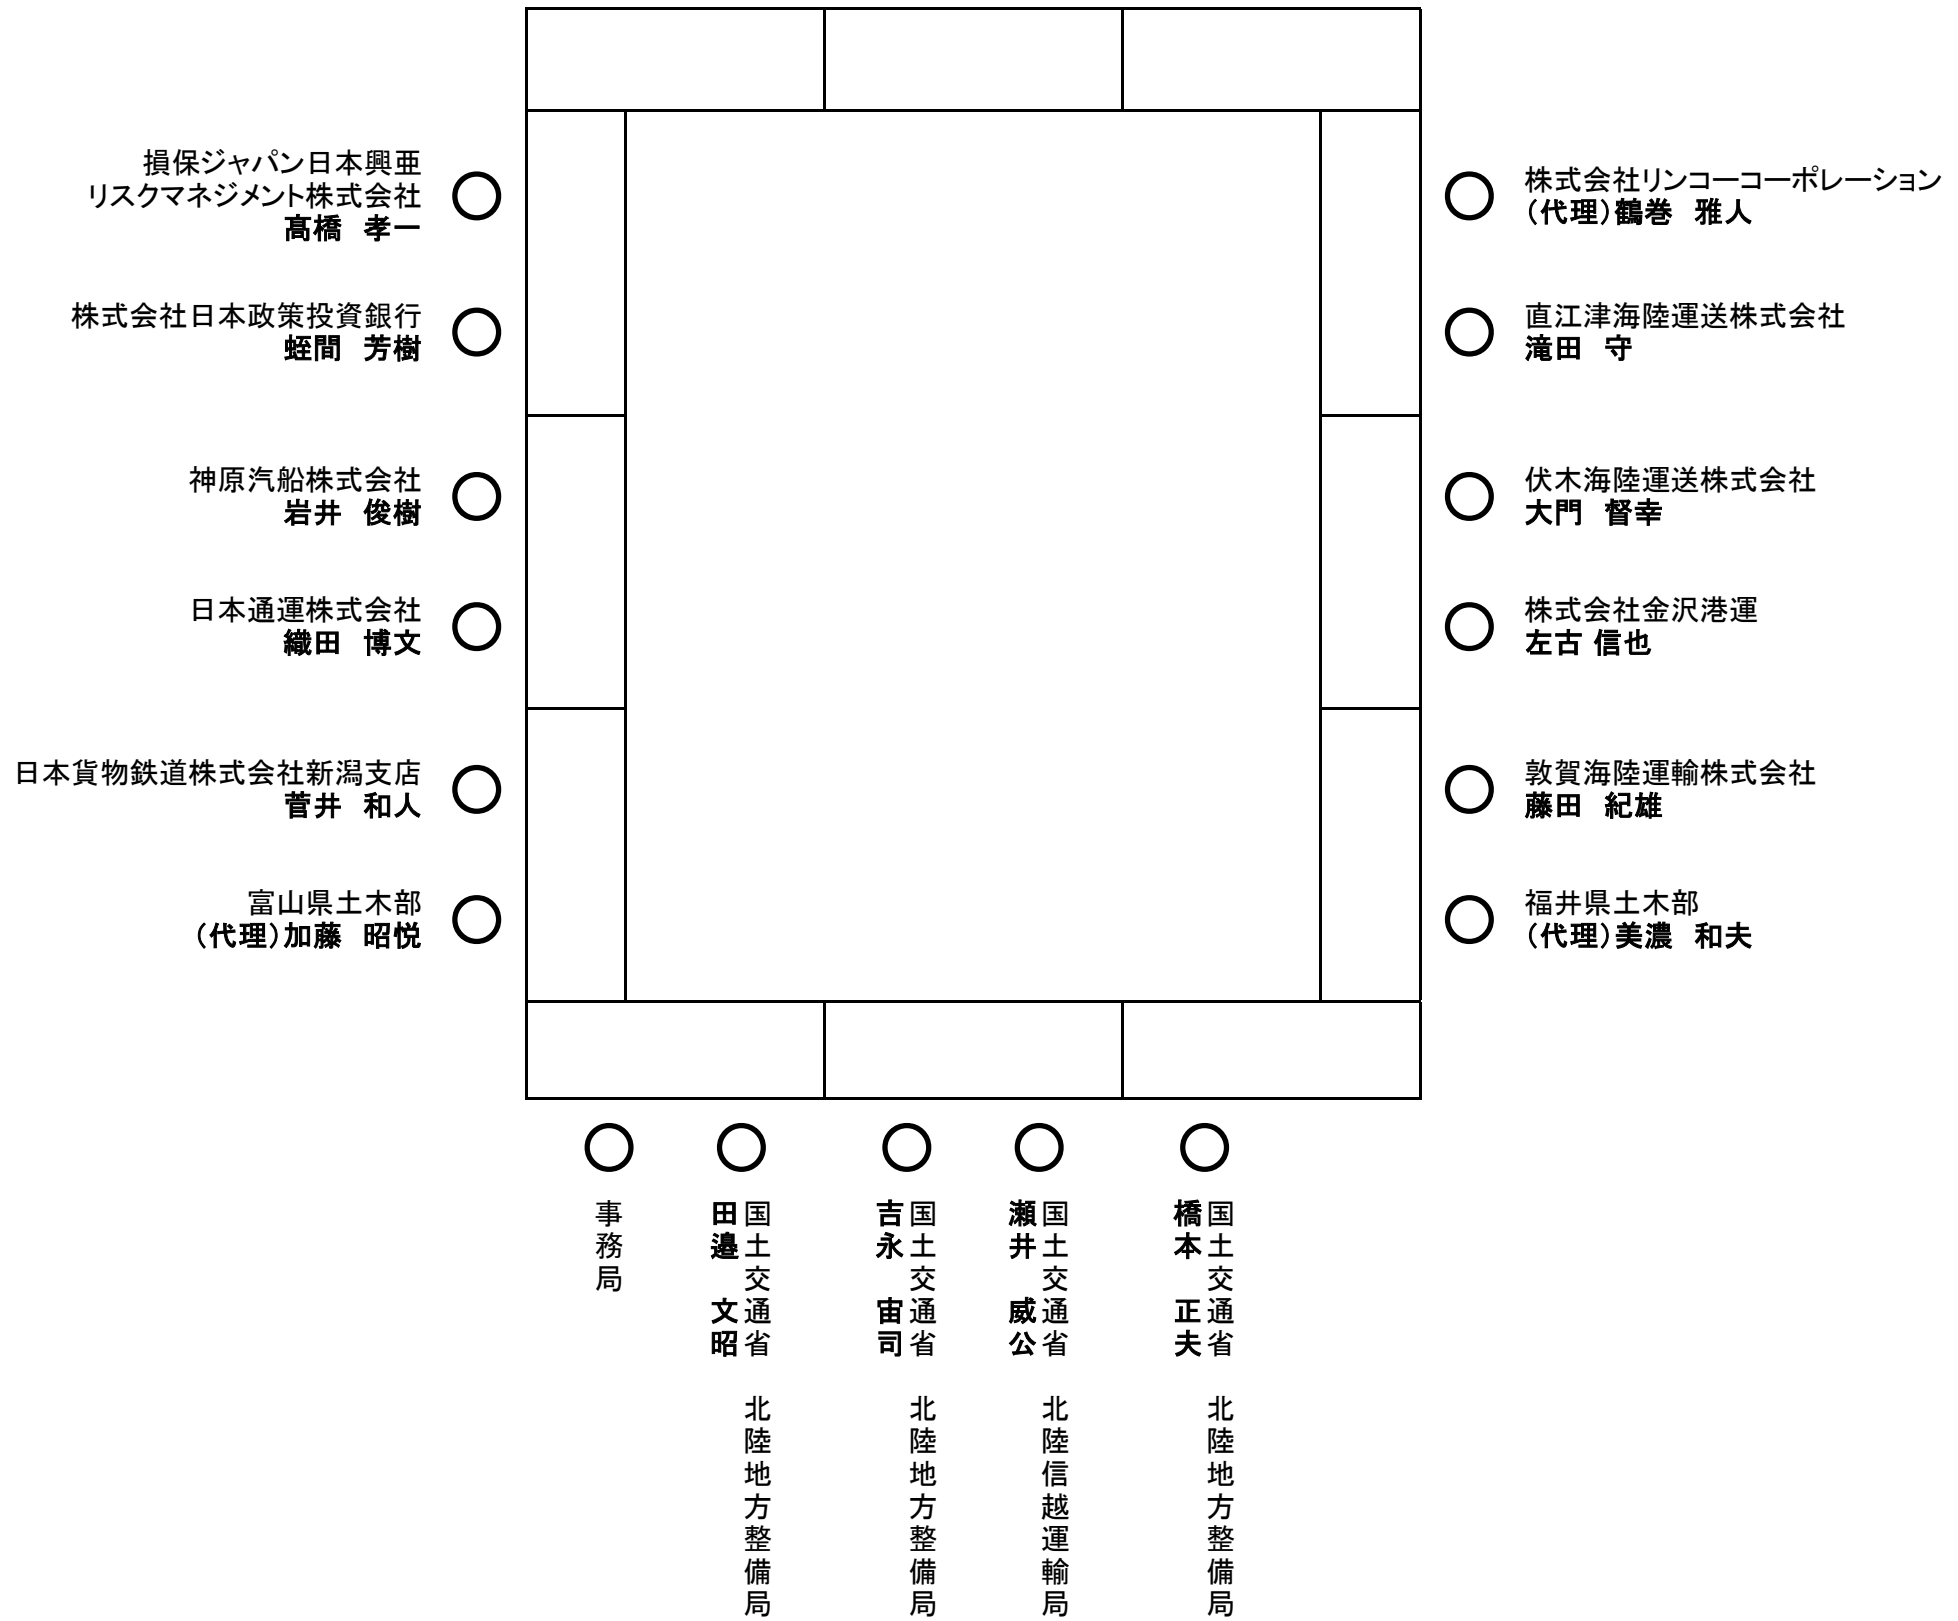 損保ジャパン日本興亜
リスクマネジメント株式会社
髙橋　孝一
株式会社日本政策投資銀行
蛭間　芳樹
神原汽船株式会社
岩井　俊樹
日本通運株式会社
織田　博文
日本貨物鉄道株式会社新潟支店
菅井　和人
富山県土木部
（代理）加藤　昭悦
株式会社リンコーコーポレーション
（代理）鶴巻　雅人
直江津海陸運送株式会社
滝田　守
伏木海陸運送株式会社
大門　督幸
株式会社金沢港運
左古 信也
敦賀海陸運輸株式会社
藤田　紀雄
福井県土木部
（代理）美濃　和夫
国土交通省　北陸地方整備局
橋本　正夫
国土交通省　北陸信越運輸局
瀬井　威公
国土交通省　北陸地方整備局
吉永　宙司
国土交通省　北陸地方整備局
田邉　文昭
事務局